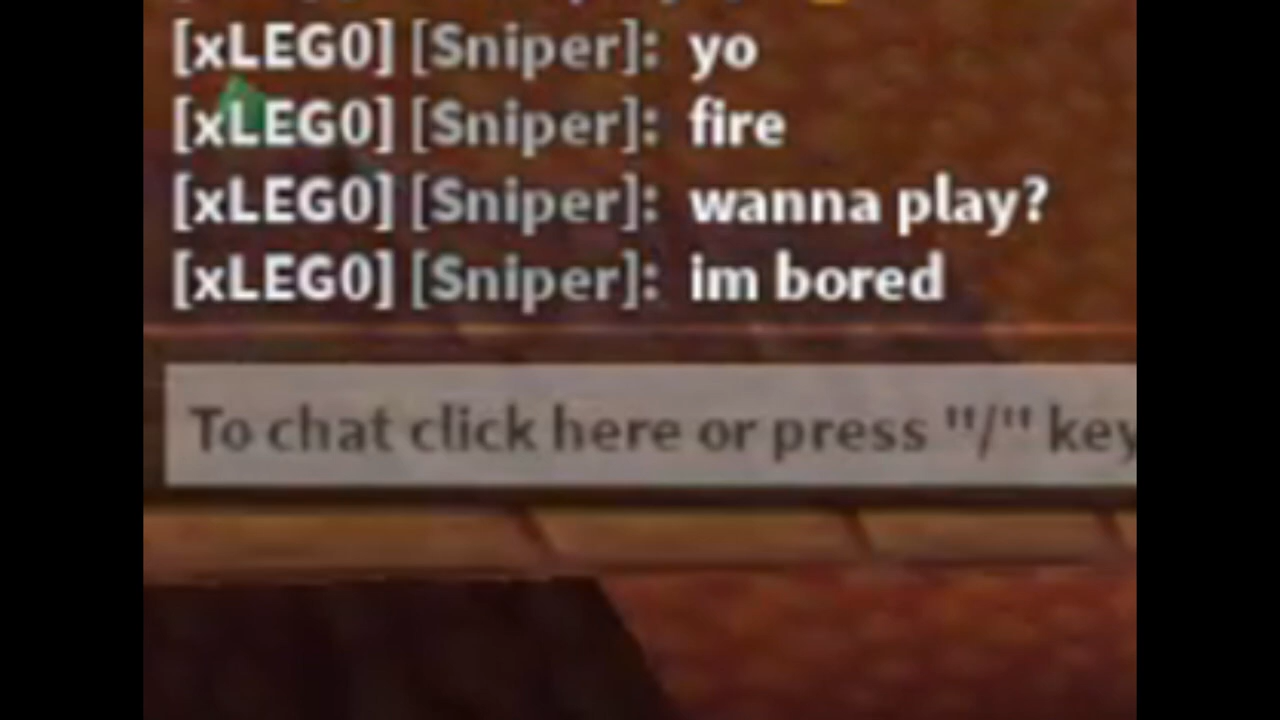 [xLEG0] [Sniper]: yo
[xLEG0] [Sniper]: fire
[xLEG0] [Sniper]: wanna play?
[xLEG0] [Sniper]: im bored
To chat click here or press "/" key